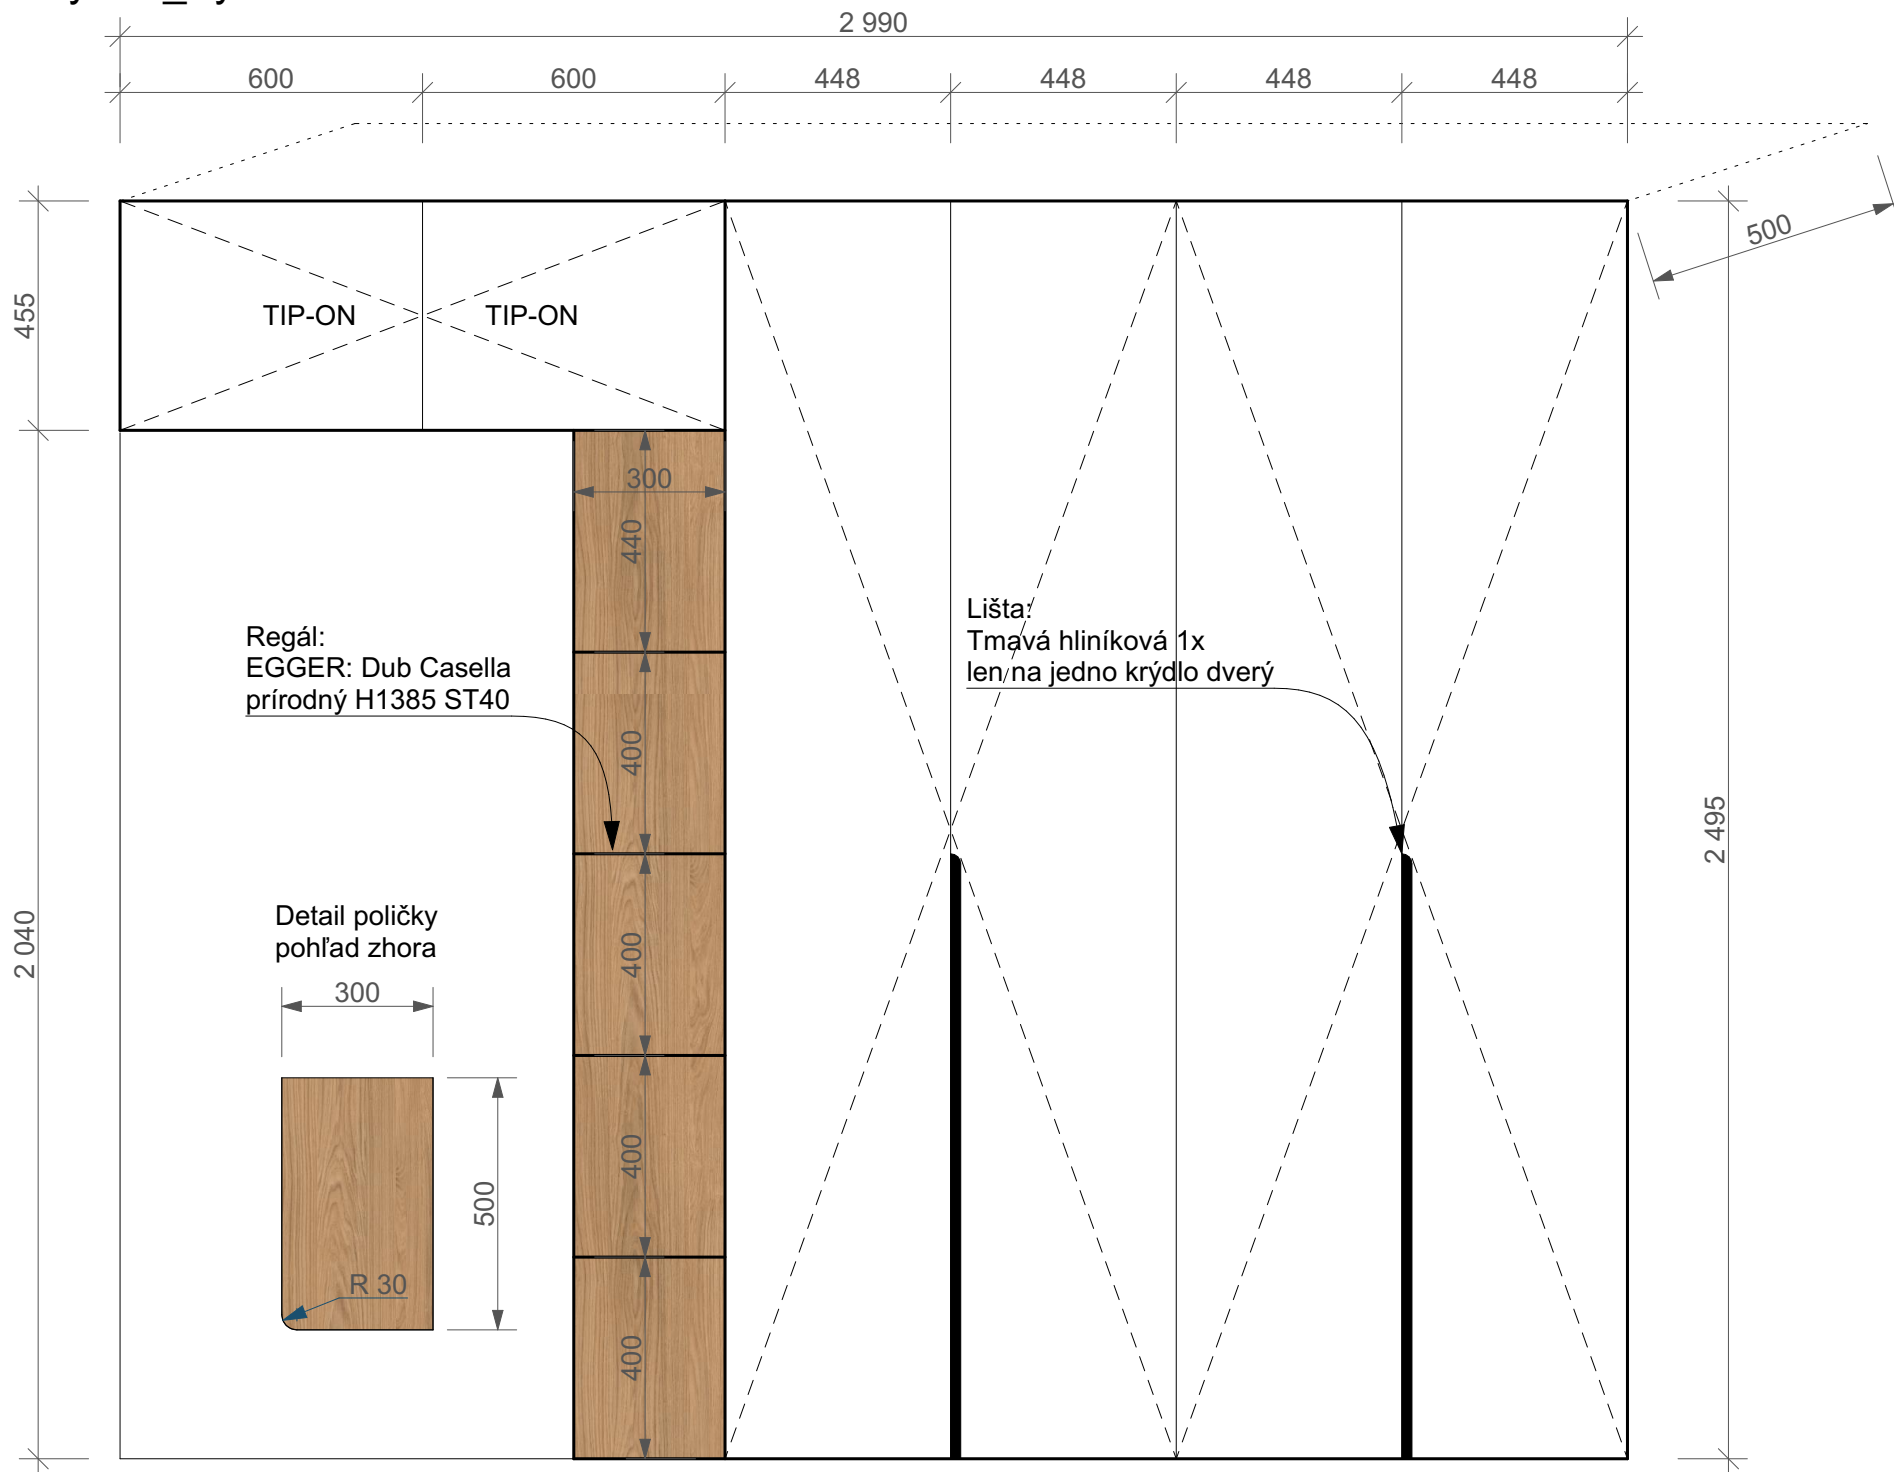 2 990
600
600
448
448
448
448
500
455
TIP-ON
TIP-ON
300
440
Lišta:
Tmavá hliníková 1x
len na jedno krýdlo dverý
Regál:
EGGER: Dub Casella
prírodný H1385 ST40
400
2 495
Detail poličky
pohľad zhora
2 040
400
300
400
500
R 30
400